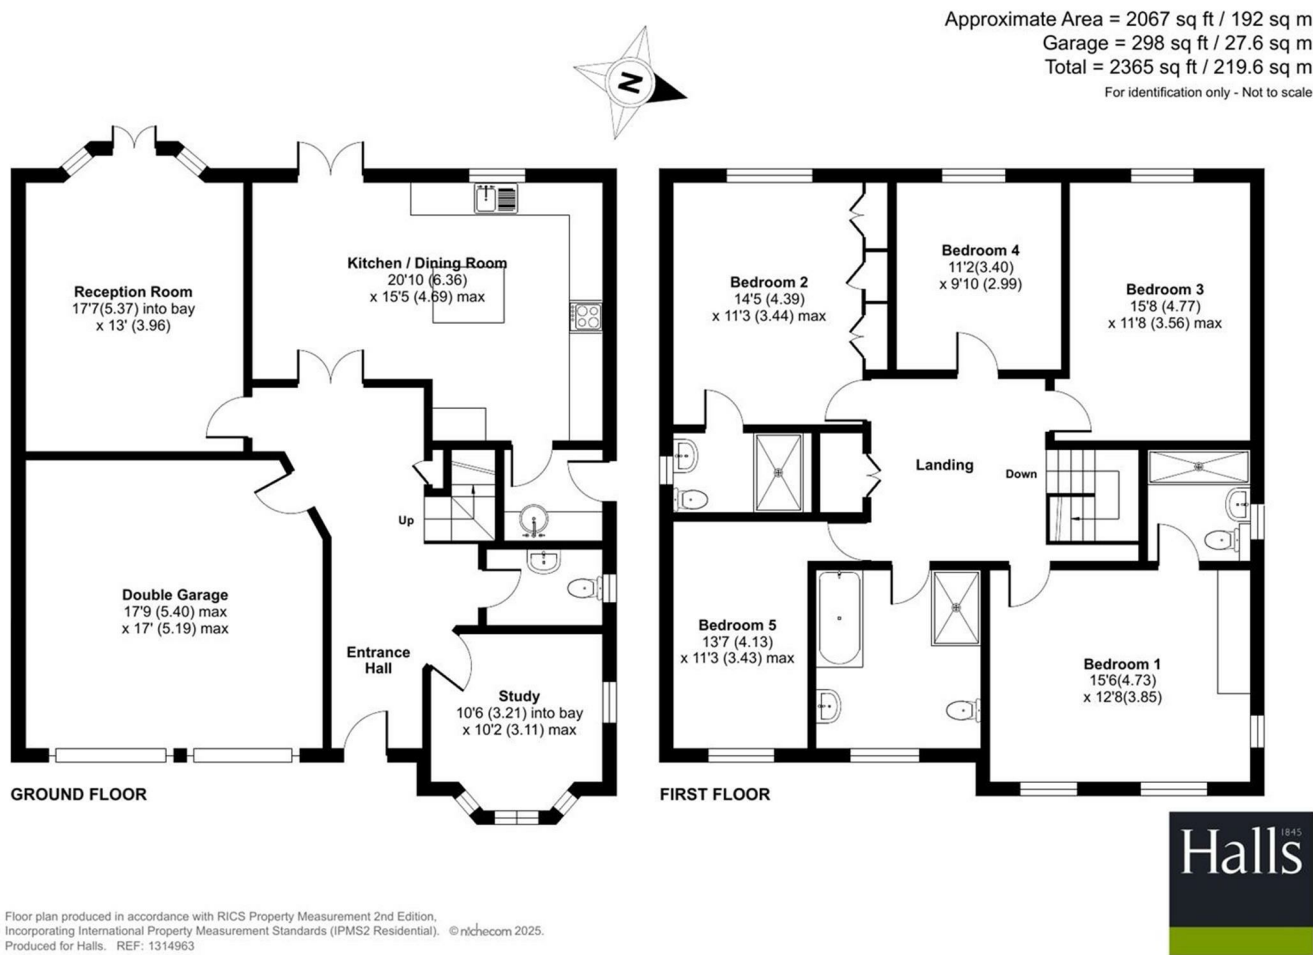 Approximate Area = 2067 sq ft / 192 sq m
Garage = 298 sq ft / 27.6 sq m
Total = 2365 sq ft / 219.6 sq m
For identification only - Not to scale
N
Reception Room
17'7(5.37) into bay
x 13' (3.96)
Kitchen / Dining Room
20'10 (6.36)
x 15'5 (4.69) max
Up
Double Garage
17'9 (5.40) max
x 17' (5.19) max
Entrance
Hall
Study
10'6 (3.21) into bay
x 10'2 (3.11) max
GROUND FLOOR
Bedroom 2
14'5 (4.39)
x 11'3 (3.44) max
Bedroom 4
11'2(3.40)
x 9'10 (2.99)
Bedroom 3
15'8 (4.77)
x 11'8 (3.56) max
Landing
Down
Bedroom 5
13'7 (4.13)
x 11'3 (3.43) max
Bedroom 1
15'6(4.73)
x 12'8(3.85)
FIRST FLOOR
Halls 1845
Floor plan produced in accordance with RICS Property Measurement 2nd Edition,
Incorporating International Property Measurement Standards (IPMS2 Residential). © nichecom 2025.
Produced for Halls. REF: 1314963